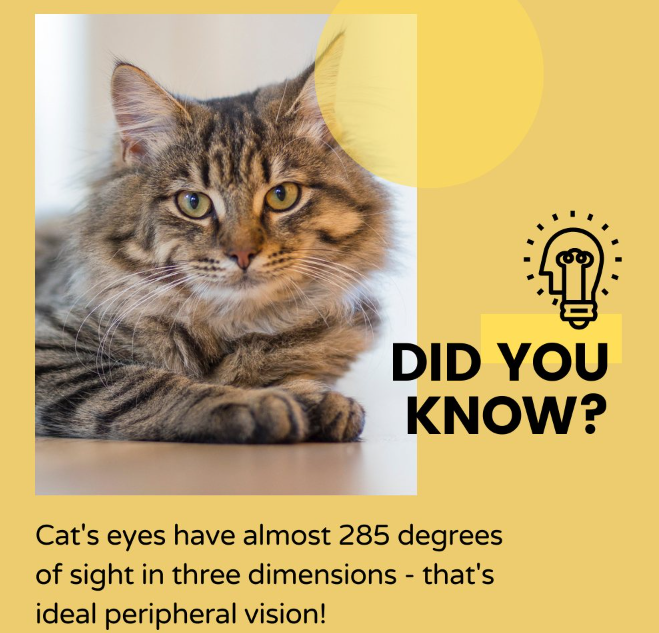 DID YOU
KNOW?
Cat's eyes have almost 285 degrees
of sight in three dimensions - that's
ideal peripheral vision!